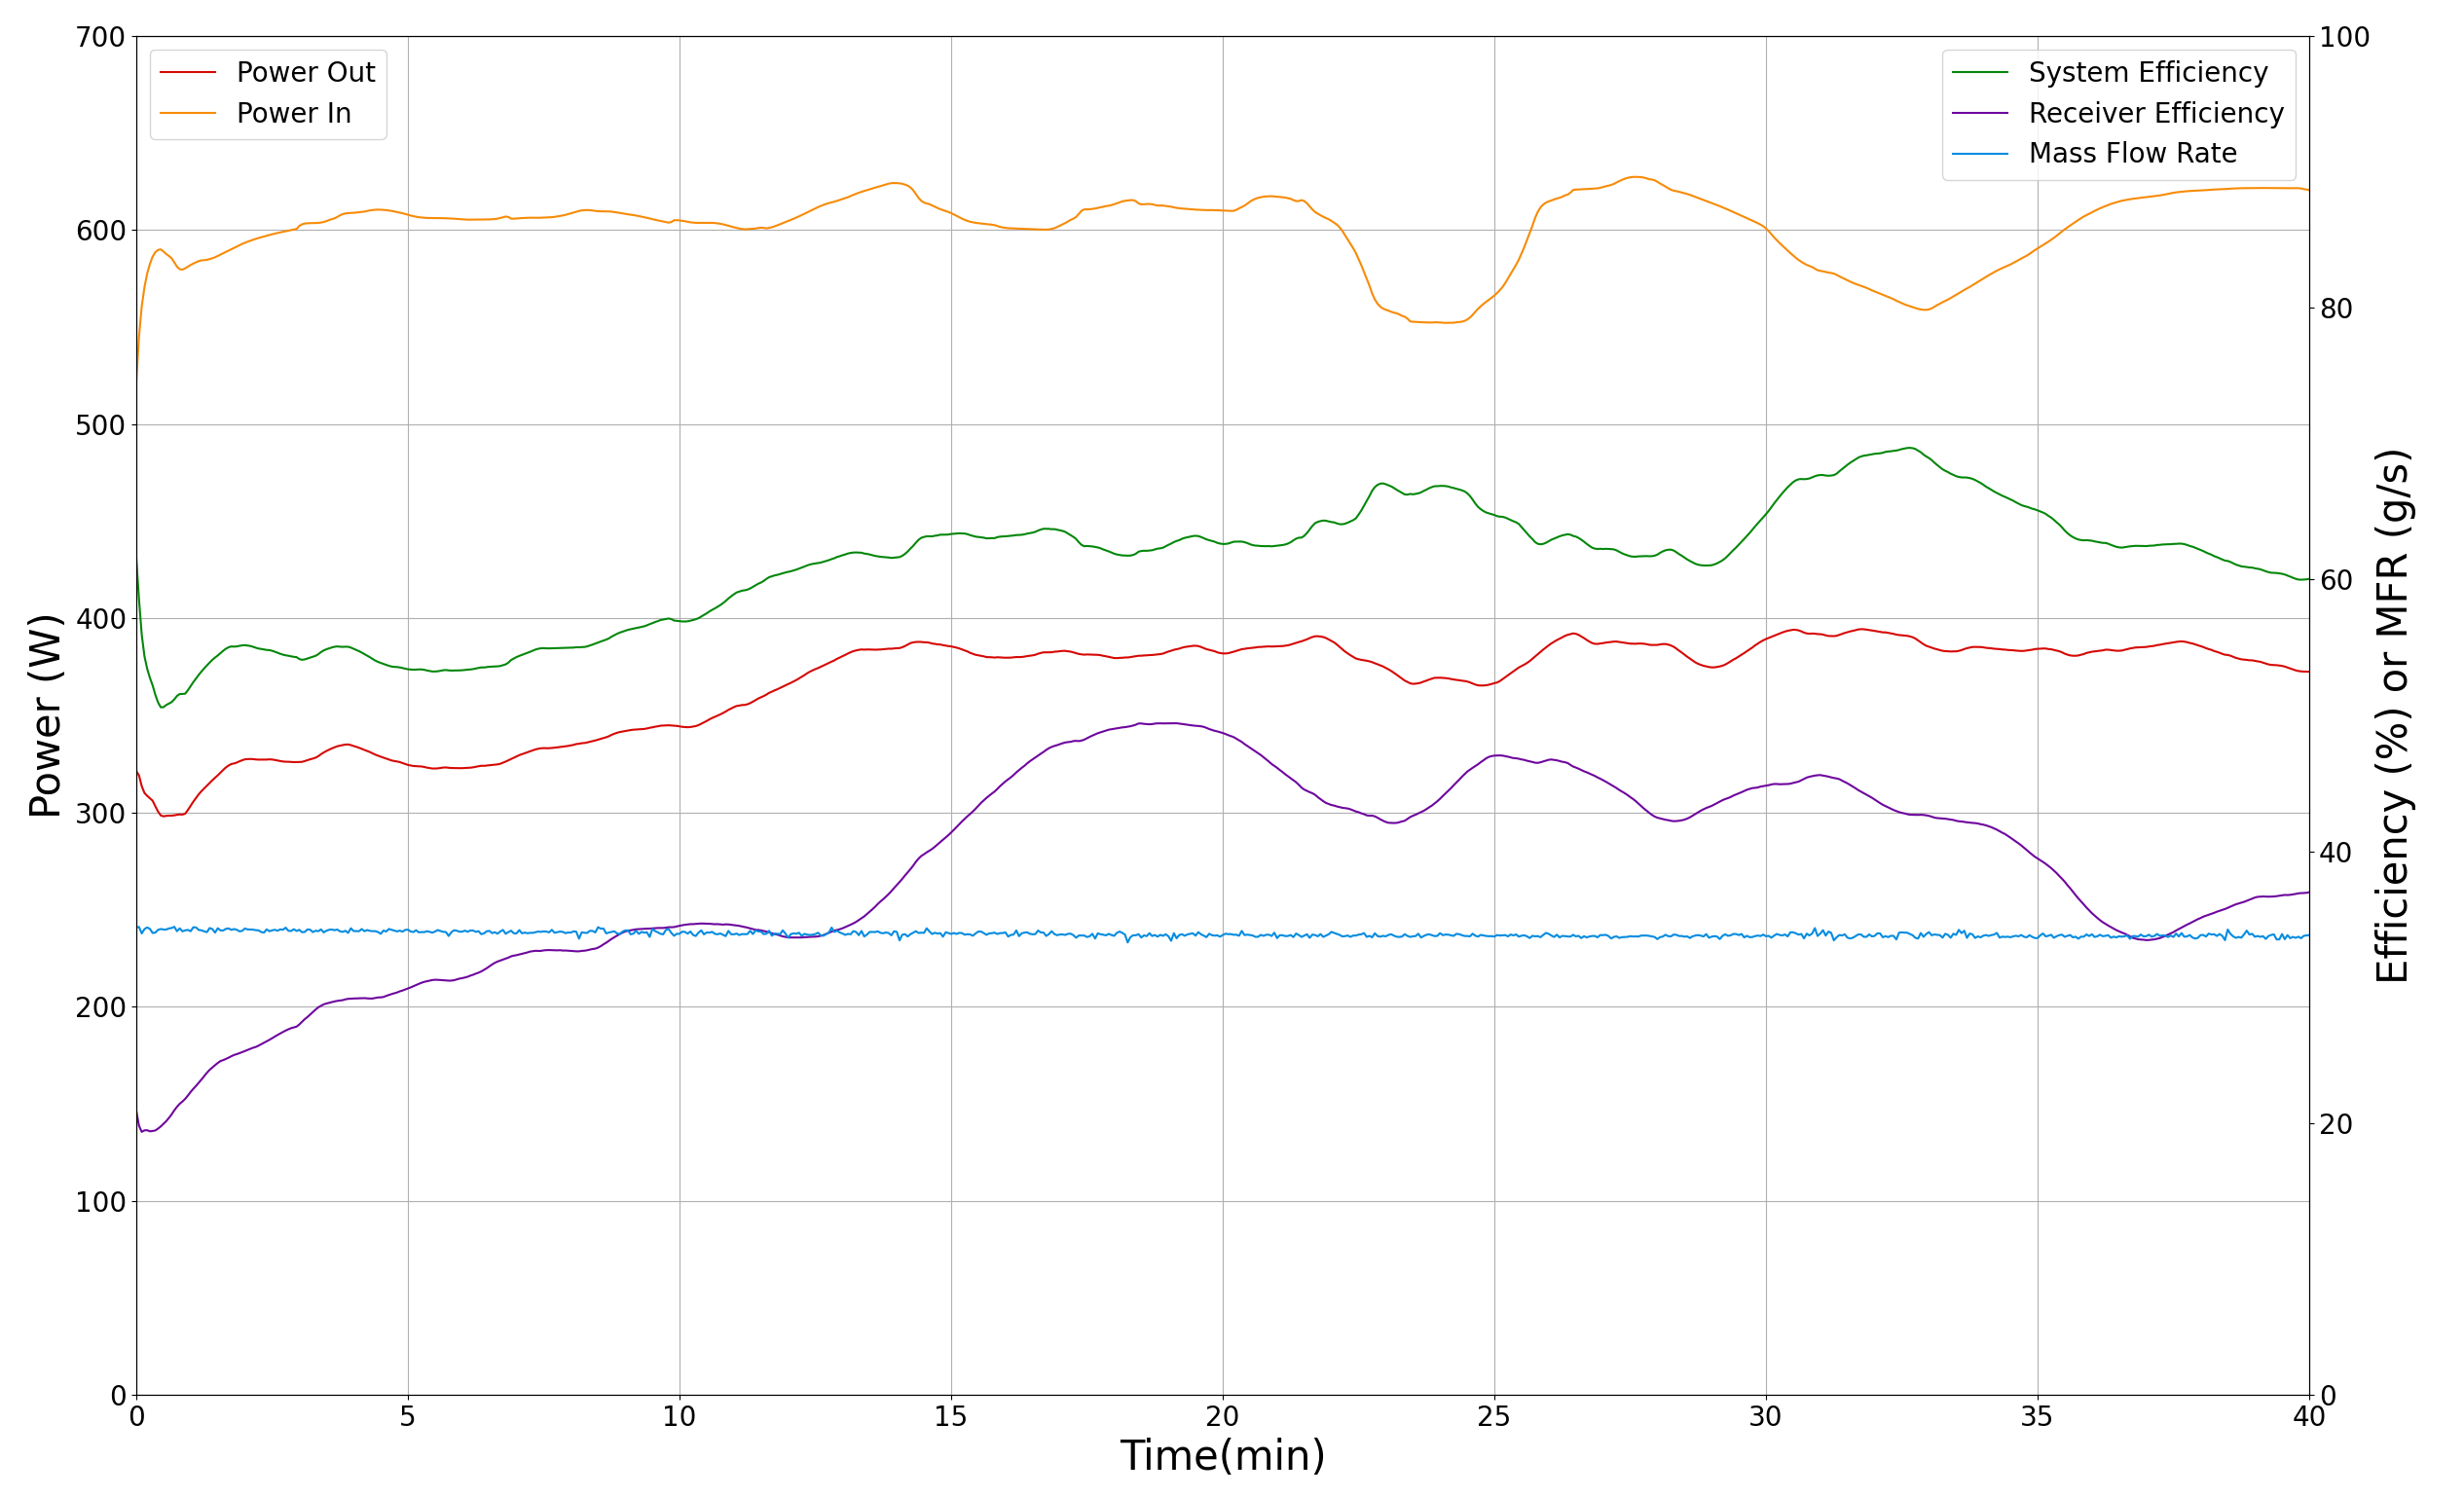 Power Out
Power In
System Efficiency
Receiver Efficiency
Mass Flow Rate
700
600
500
400
300
200
100
0
Power (W)
100
80
60
40
20
0
Efficiency (%) or MFR (g/s)
0 5 10 15 20 25 30 35 40
Time(min)